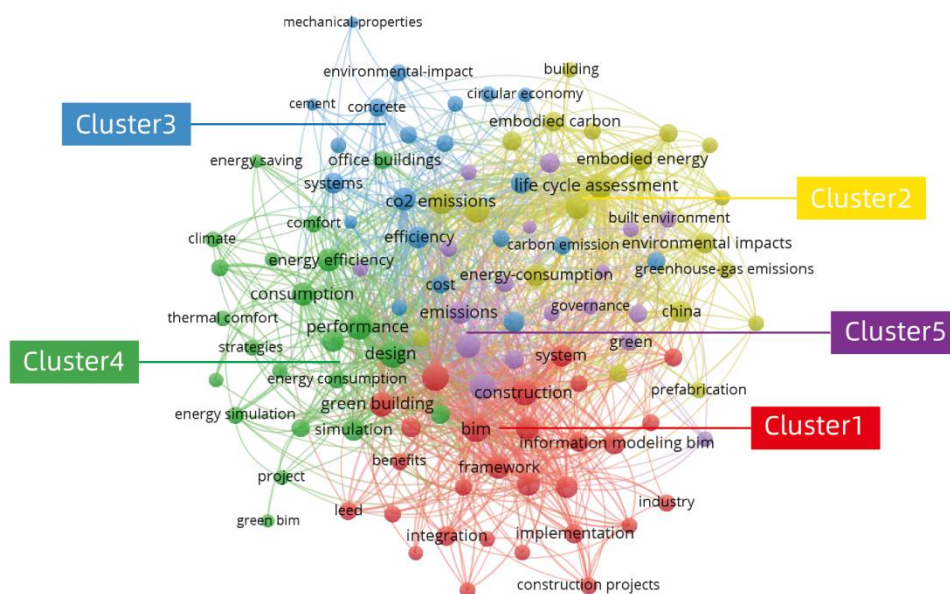 mechanical-properties
building
environmental-impact
circular economy
cement
concrete
embodied carbon
Cluster3
energy saving
office buildings
embodied energy
systems
life cycle assessment
co2 emissions
Cluster2
comfort
built environment
climate
efficiency
carbon emission
environmental impacts
energy efficiency
energy-consumption
greenhouse-gas emissions
cost
consumption
emissions
governance
china
thermal comfort
performance
Cluster5
strategies
design
system
green
Cluster4
energy consumption
construction
prefabrication
green building
energy simulation
simulation
bim
Cluster1
information modeling bim
benefits
framework
project
industry
leed
green bim
integration
implementation
construction projects